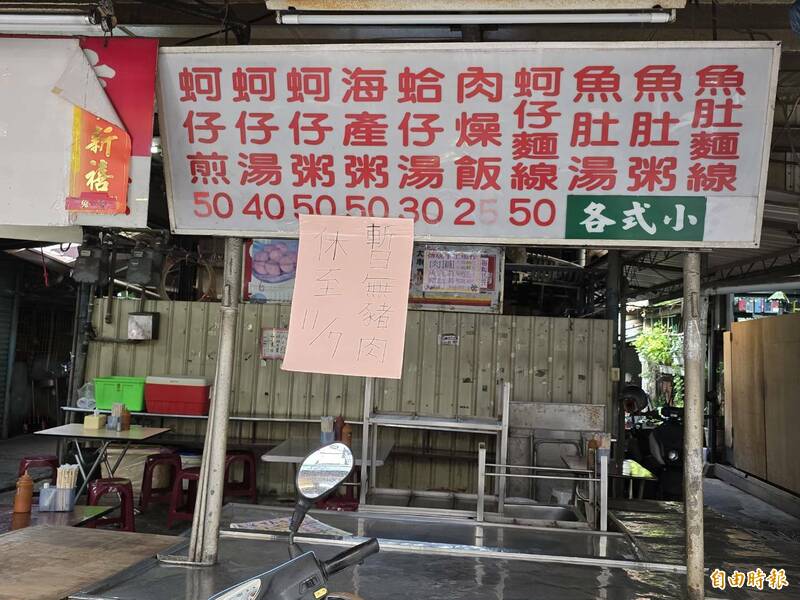 蚵仔煎 50
蚵仔湯 40
蚵仔粥 50
海產粥 50
蛤仔湯 30
肉燥飯 25
蚵仔麵線 50
魚肚湯
魚肚粥
魚肚麵線
各式小
暫無豬肉
休至11/7
新禧
自由時報